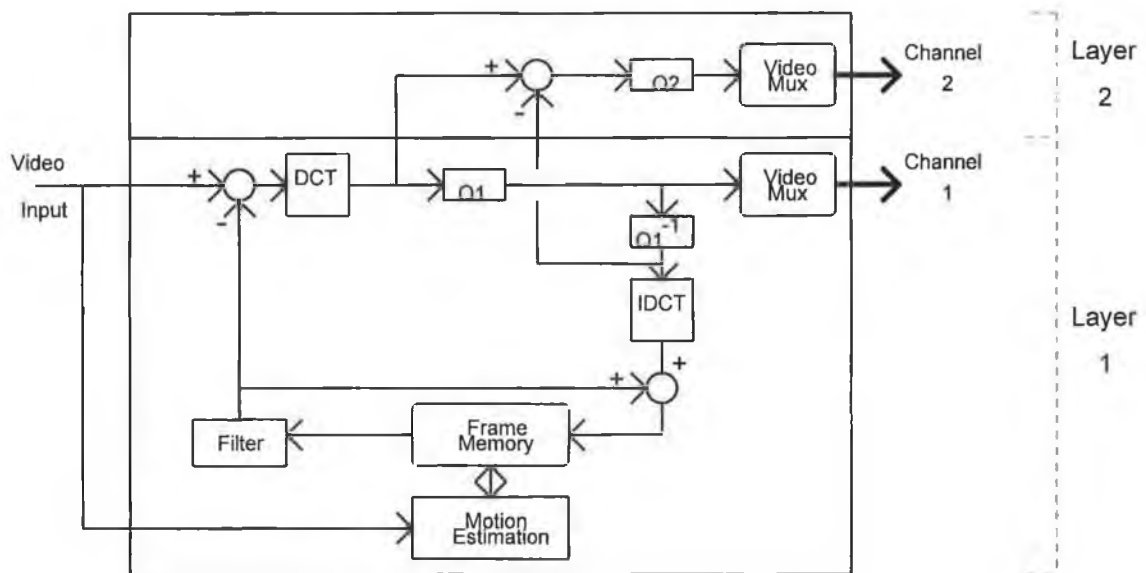 Video
Mux
Channel
2
Layer
2
+
-
Q2
Video
Input
+
-
DCT
Q1
Video
Mux
Channel
1
Q1
-1
IDCT
+
+
Layer
1
Filter
Frame
Memory
Motion
Estimation